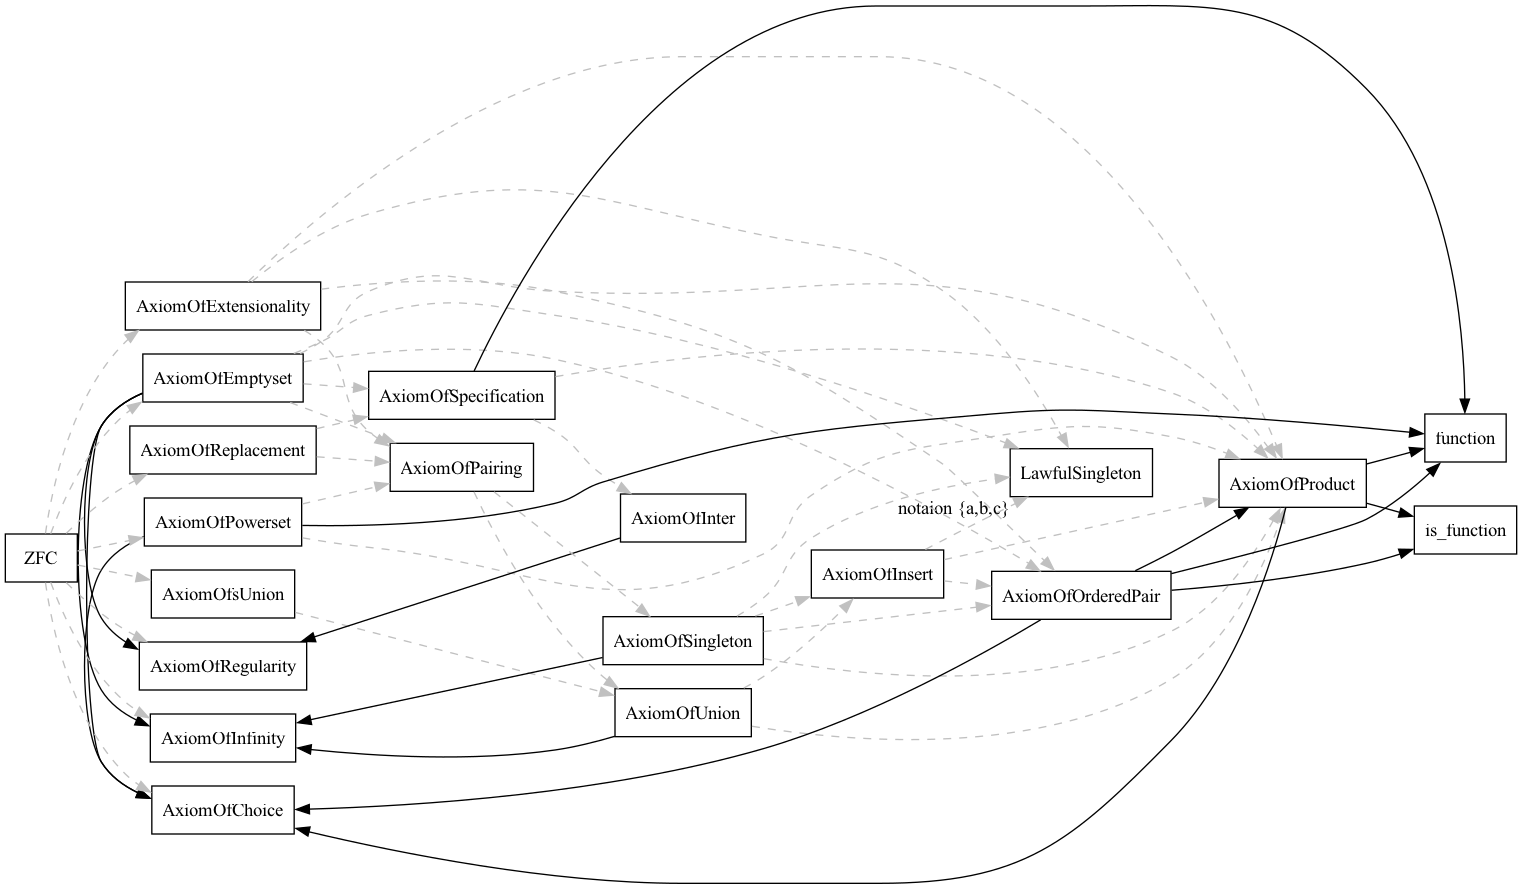 AxiomOfExtensionality
AxiomOfEmptyset
AxiomOfSpecification
AxiomOfReplacement
function
AxiomOfPairing
LawfulSingleton
AxiomOfProduct
notaion {a,b,c}
AxiomOfPowerset
AxiomOfInter
is_function
ZFC
AxiomOfInsert
AxiomOfsUnion
AxiomOfOrderedPair
AxiomOfSingleton
AxiomOfRegularity
AxiomOfUnion
AxiomOfInfinity
AxiomOfChoice